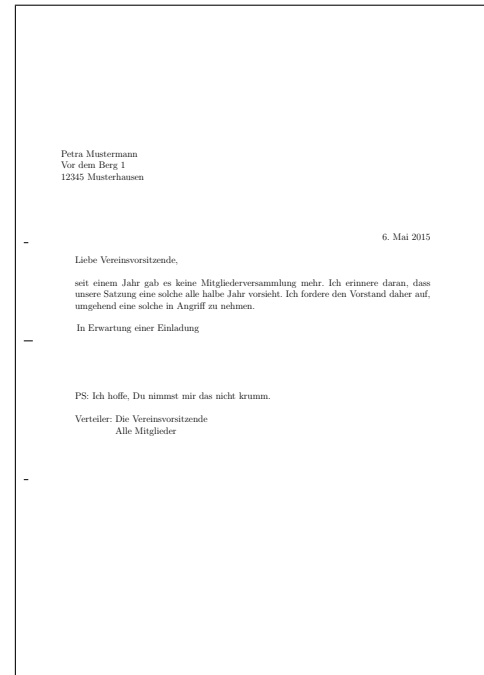 Petra Mustermann
Vor dem Berg 1
12345 Musterhausen
6. Mai 2015
Liebe Vereinsvorsitzende,
seit einem Jahr gab es keine Mitgliederversammlung mehr. Ich erinnere daran, dass
unsere Satzung eine solche alle halbe Jahr vorsieht. Ich fordere den Vorstand daher auf,
umgehend eine solche in Angriff zu nehmen.
In Erwartung einer Einladung
PS: Ich hoffe, Du nimmst mir das nicht krumm.
Verteiler: Die Vereinsvorsitzende
Alle Mitglieder